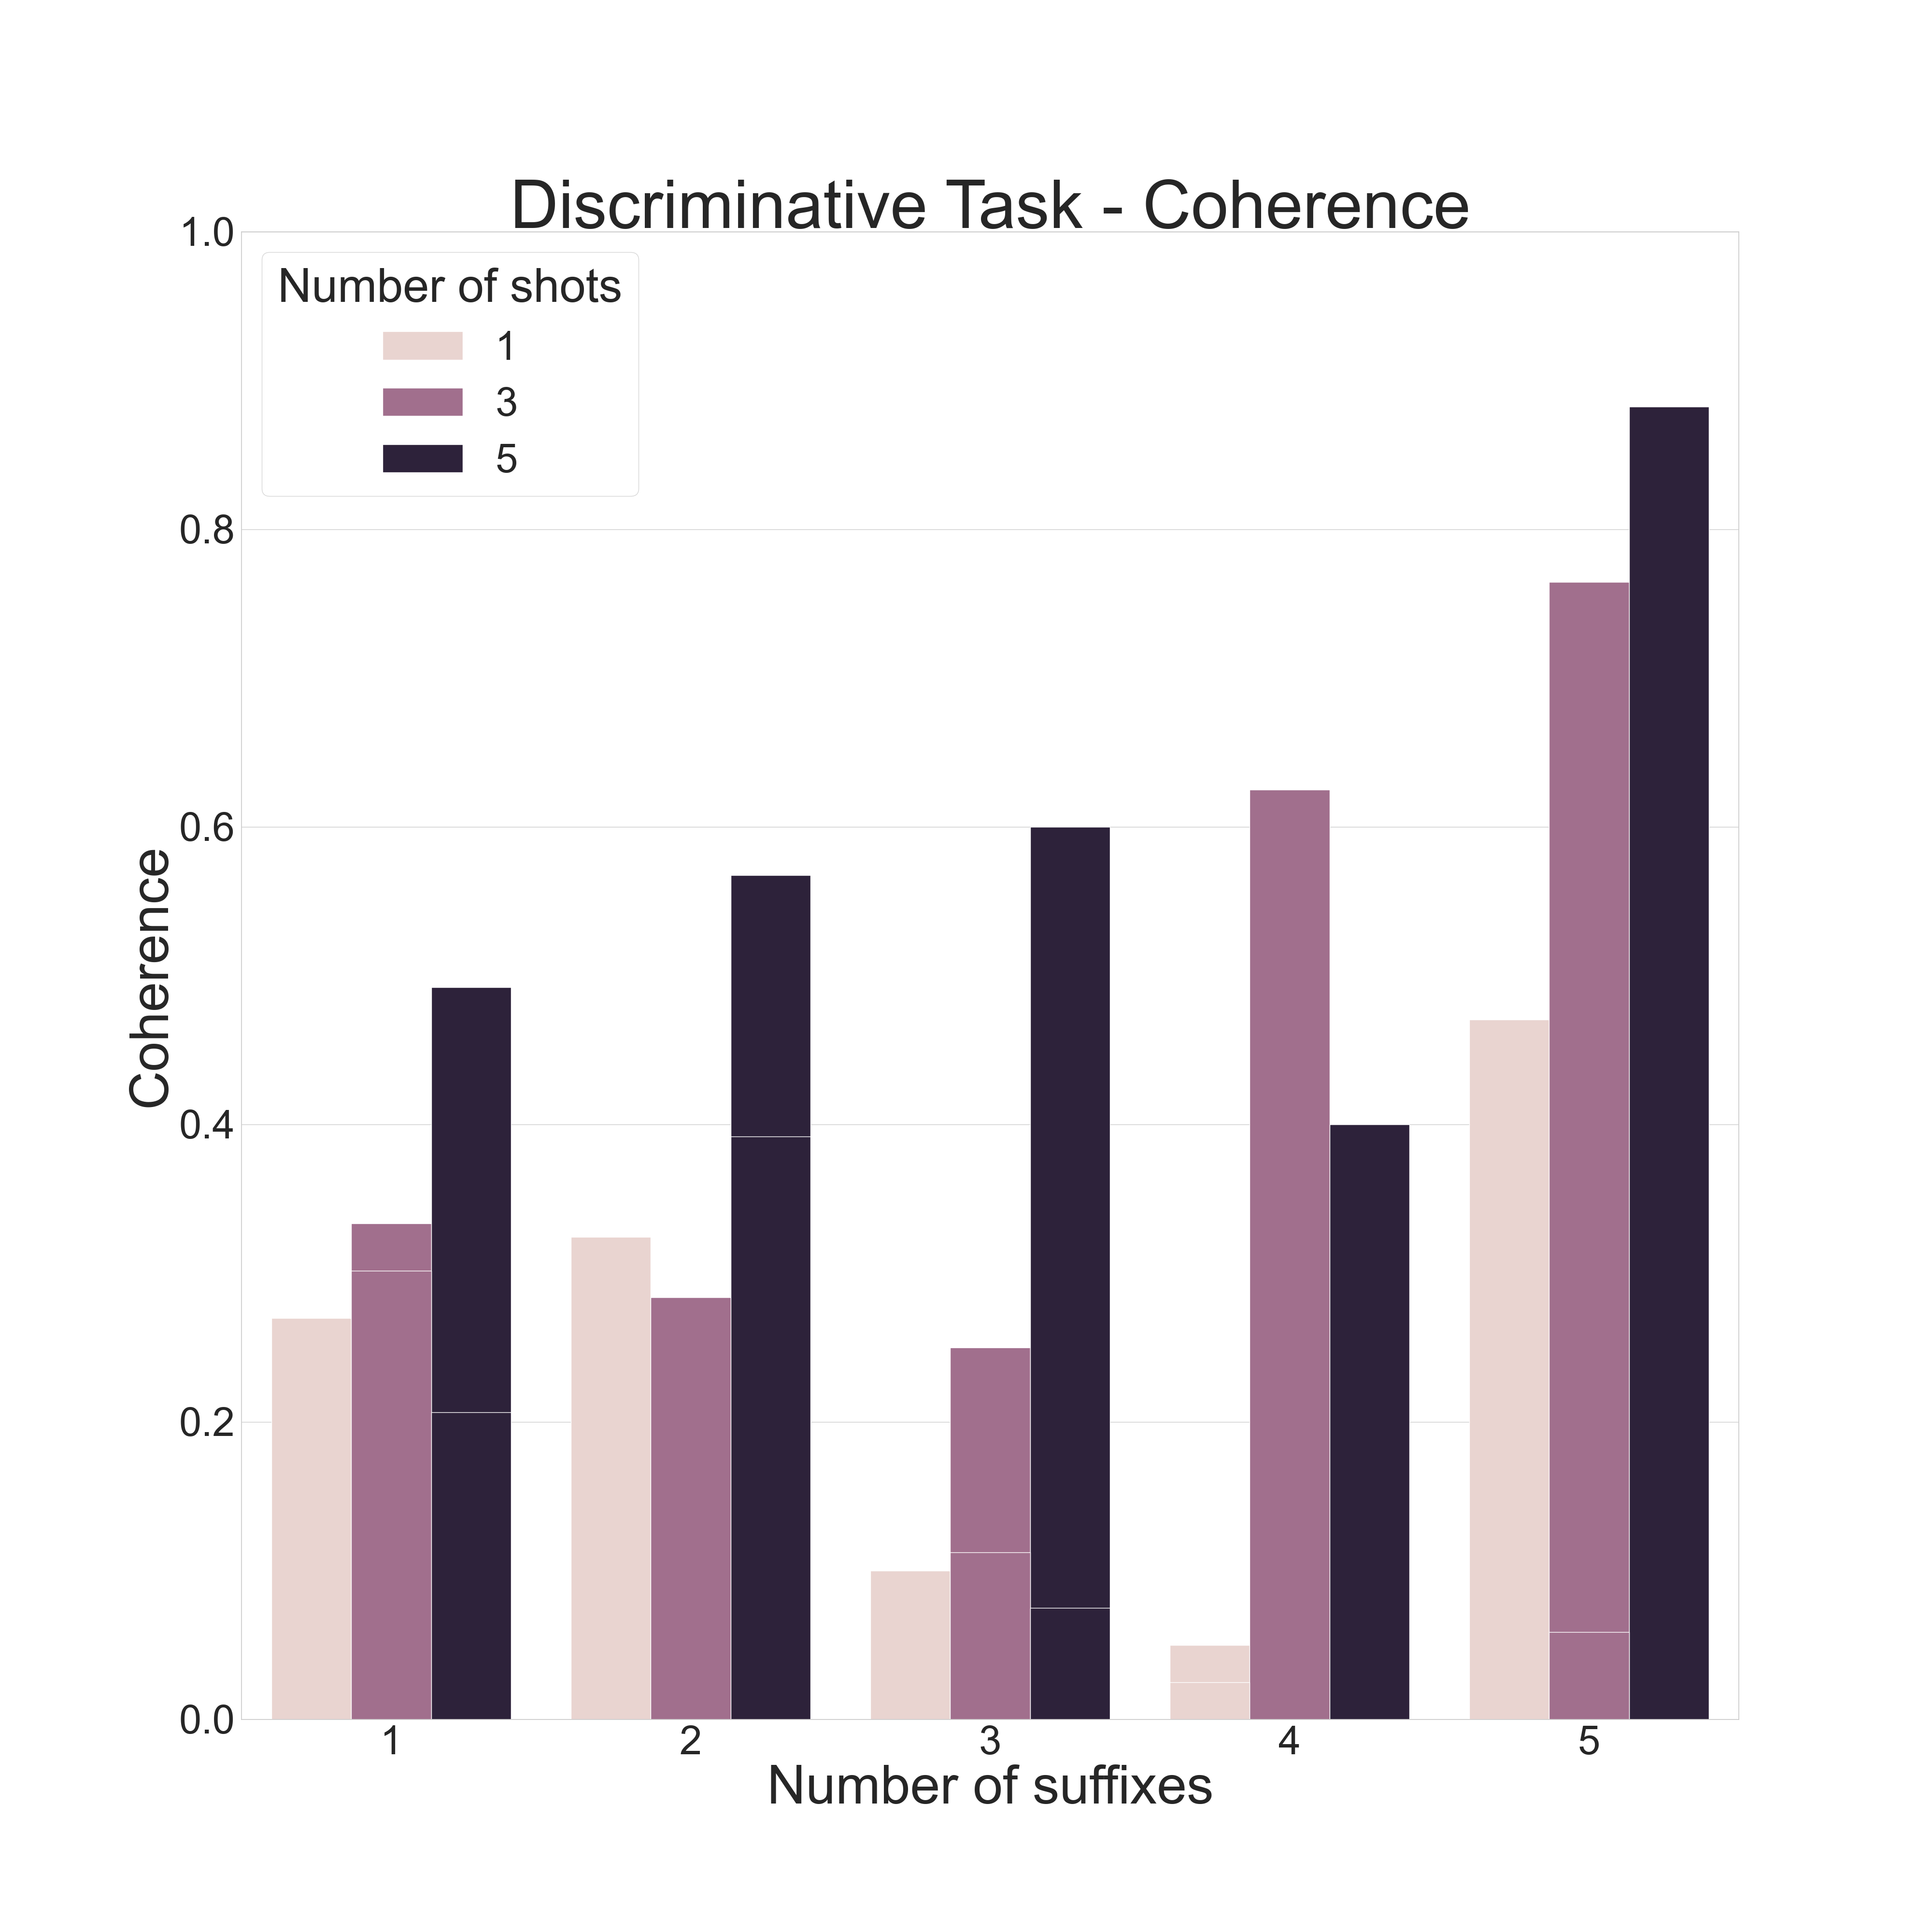 Discriminative Task - Coherence
1.0
Number of shots
1
3
5
0.8
0.6
0.4
0.2
0.0
Coherence
1 2 3 4 5
Number of suffixes